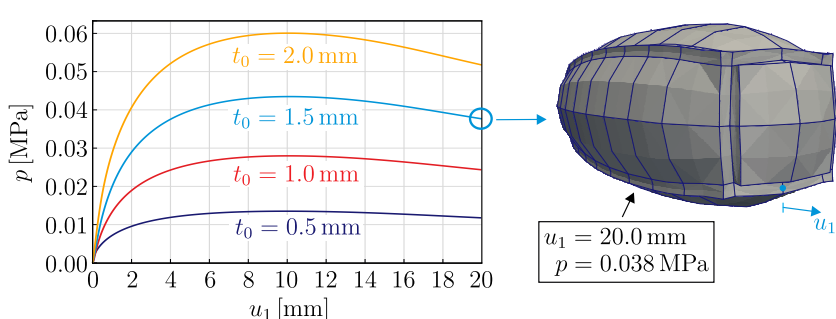 0.06
0.05
0.04
0.03
0.02
0.01
0.00
p [MPa]
t₀ = 2.0 mm
t₀ = 1.5 mm
t₀ = 1.0 mm
t₀ = 0.5 mm
0 2 4 6 8 10 12 14 16 18 20
u₁ [mm]
u₁ = 20.0 mm
p = 0.038 MPa
u₁